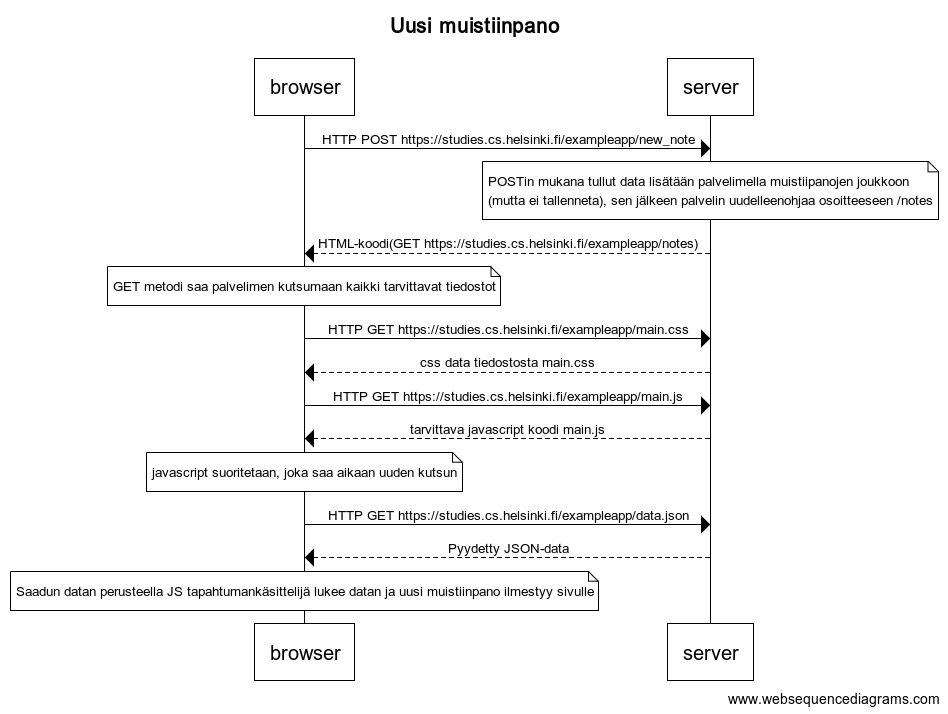 Uusi muistiinpano
browser
server
HTTP POST https://studies.cs.helsinki.fi/exampleapp/new_note
POSTin mukana tullut data lisätään palvelimella muistiipanojen joukkoon
(mutta ei tallenneta), sen jälkeen palvelin uudelleenohjaa osoitteeseen /notes
HTML-koodi(GET https://studies.cs.helsinki.fi/exampleapp/notes)
GET metodi saa palvelimen kutsumaan kaikki tarvittavat tiedostot
HTTP GET https://studies.cs.helsinki.fi/exampleapp/main.css
css data tiedostosta main.css
HTTP GET https://studies.cs.helsinki.fi/exampleapp/main.js
tarvittava javascript koodi main.js
javascript suoritetaan, joka saa aikaan uuden kutsun
HTTP GET https://studies.cs.helsinki.fi/exampleapp/data.json
Pyydetty JSON-data
Saadun datan perusteella JS tapahtumankäsittelijä lukee datan ja uusi muistiinpano ilmestyy sivulle
browser
server
www.websequencediagrams.com